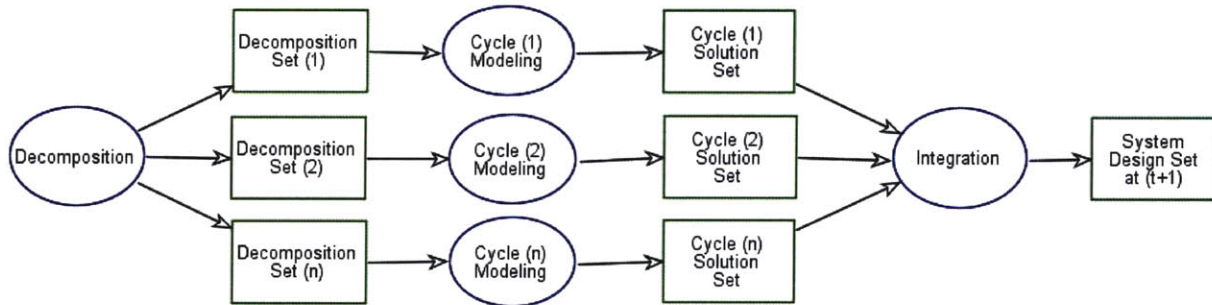 Decomposition
Decomposition
Set (1)
Cycle (1)
Modeling
Cycle (1)
Solution
Set
Decomposition
Set (2)
Cycle (2)
Modeling
Cycle (2)
Solution
Set
Decomposition
Set (n)
Cycle (n)
Modeling
Cycle (n)
Solution
Set
Integration
System
Design Set
at (t+1)